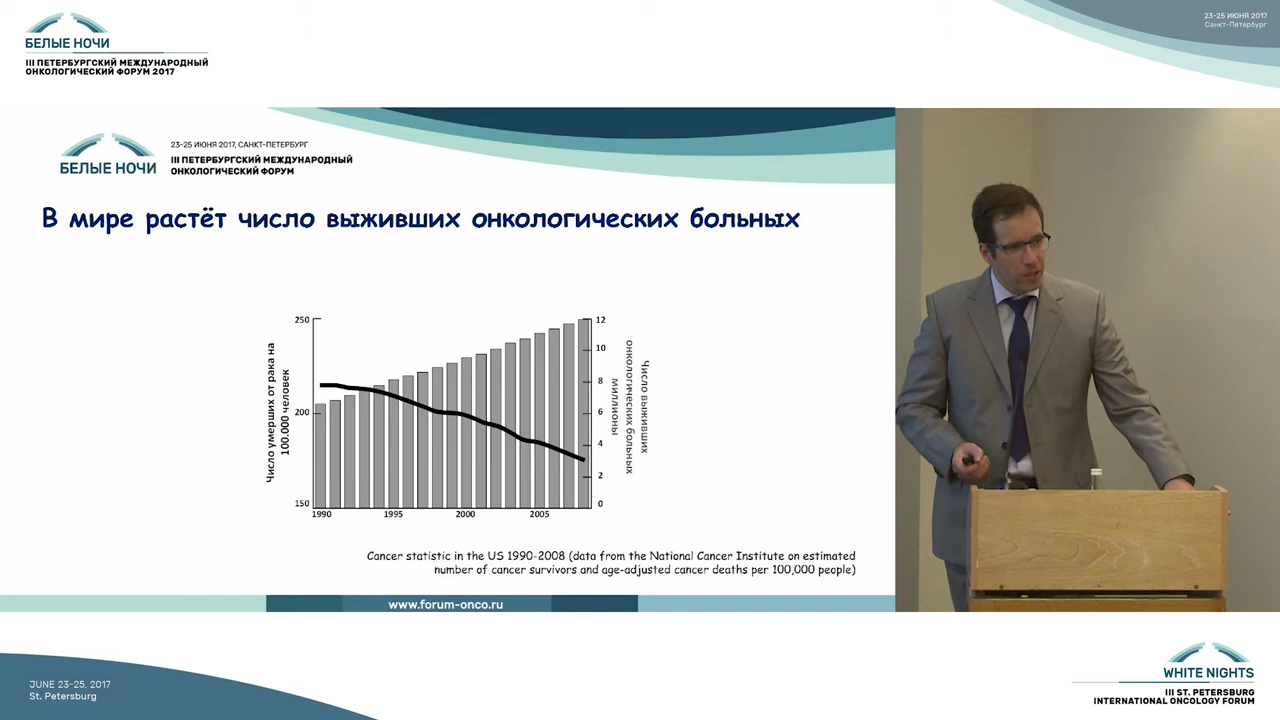 БЕЛЫЕ НОЧИ
III ПЕТЕРБУРГСКИЙ МЕЖДУНАРОДНЫЙ
ОНКОЛОГИЧЕСКИЙ ФОРУМ 2017
23-25 ИЮНЯ 2017
Санкт-Петербург
БЕЛЫЕ НОЧИ
23-25 ИЮНЯ 2017, САНКТ-ПЕТЕРБУРГ
III ПЕТЕРБУРГСКИЙ МЕЖДУНАРОДНЫЙ
ОНКОЛОГИЧЕСКИЙ ФОРУМ
В мире растёт число выживших онкологических больных
Число умерших от рака на
100.000 человек
250
200
150
1990
1995
2000
2005
12
10
8
6
4
2
0
Число выживших
онкологических больных
миллионы
Cancer statistic in the US 1990-2008 (data from the National Cancer Institute on estimated
number of cancer survivors and age-adjusted cancer deaths per 100,000 people)
www.forum-onco.ru
JUNE 23-25, 2017
St. Petersburg
WHITE NIGHTS
III ST. PETERSBURG
INTERNATIONAL ONCOLOGY FORUM